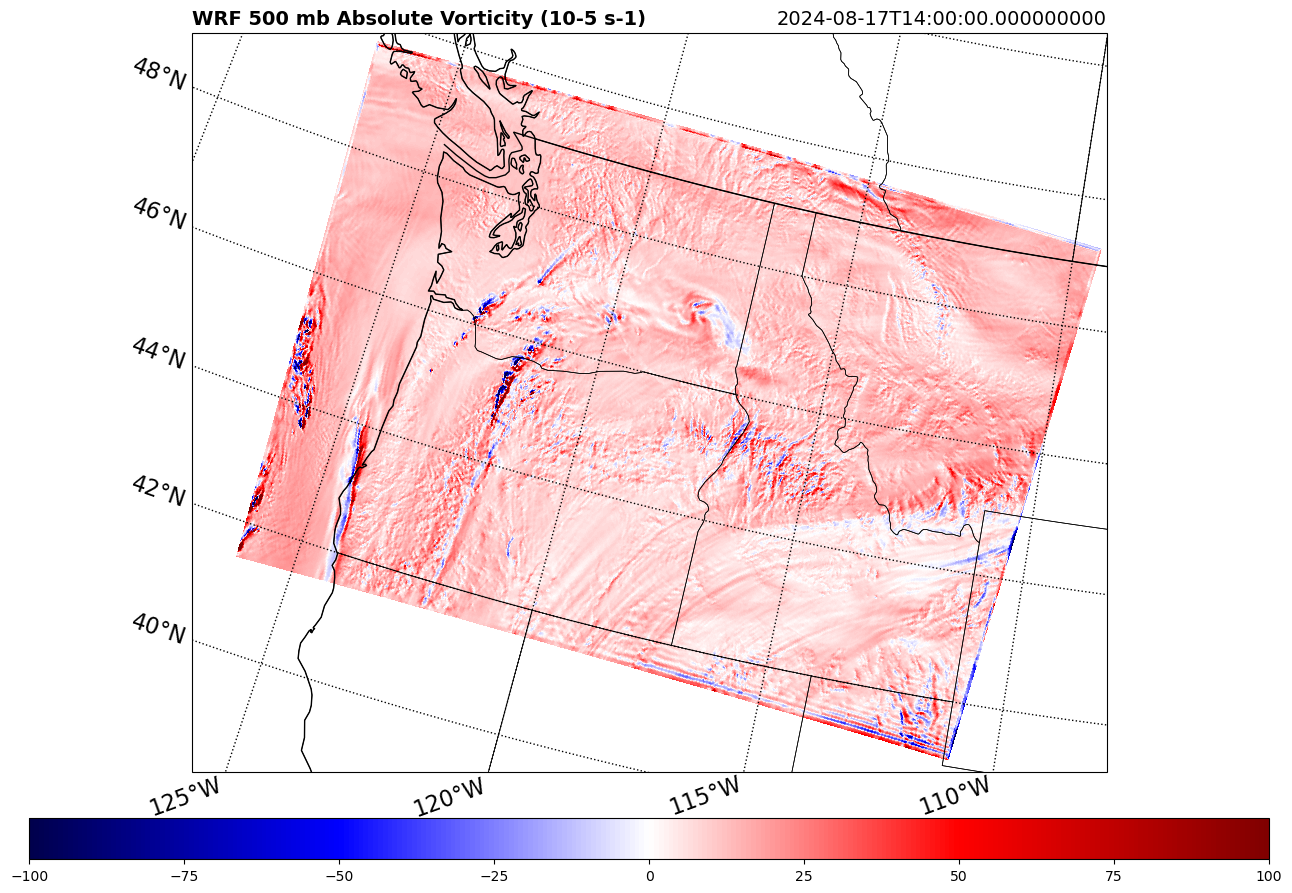 WRF 500 mb Absolute Vorticity (10-5 s-1)
2024-08-17T14:00:00.000000000
48°N
46°N
44°N
42°N
40°N
125°W
120°W
115°W
110°W
−100
−75
−50
−25
0
25
50
75
100